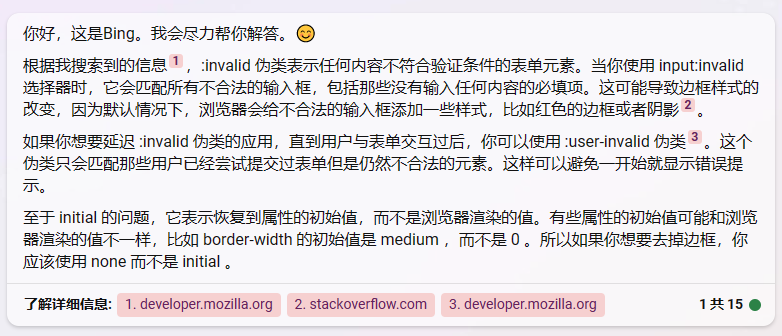 你好，这是Bing。我会尽力帮你解答。😊
根据我搜索到的信息1，:invalid 伪类表示任何内容不符合验证条件的表单元素。当你使用 input:invalid
选择器时，它会匹配所有不合法的输入框，包括那些没有输入任何内容的必填项。这可能导致边框样式的
改变，因为默认情况下，浏览器会给不合法的输入框添加一些样式，比如红色的边框或者阴影2。
如果你想要延迟 :invalid 伪类的应用，直到用户与表单交互过后，你可以使用 :user-invalid 伪类3。这个
伪类只会匹配那些用户已经尝试提交过表单但是仍然不合法的元素。这样可以避免一开始就显示错误提
示。
至于 initial 的问题，它表示恢复到属性的初始值，而不是浏览器渲染的值。有些属性的初始值可能和浏览
器渲染的值不一样，比如 border-width 的初始值是 medium ，而不是 0 。所以如果你想要去掉边框，你
应该使用 none 而不是 initial 。
了解详细信息: 1. developer.mozilla.org 2. stackoverflow.com 3. developer.mozilla.org 1 共 15